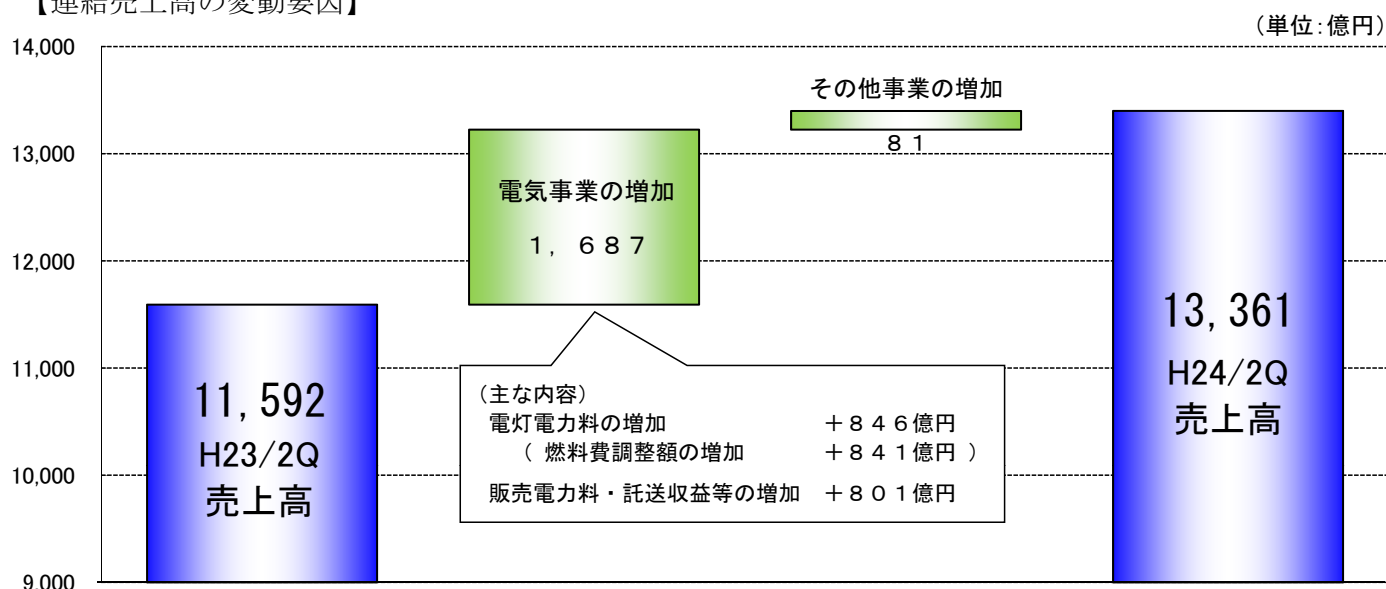 【連結売上高の変動要因】
（単位：億円）
14,000
13,000
12,000
11,000
10,000
9,000
11,592
H23/2Q
売上高
電気事業の増加
１，６８７
その他事業の増加
８１
13,361
H24/2Q
売上高
（主な内容）
電灯電力料の増加　＋８４６億円
（ 燃料費調整額の増加　＋８４１億円 ）
販売電力料・託送収益等の増加　＋８０１億円